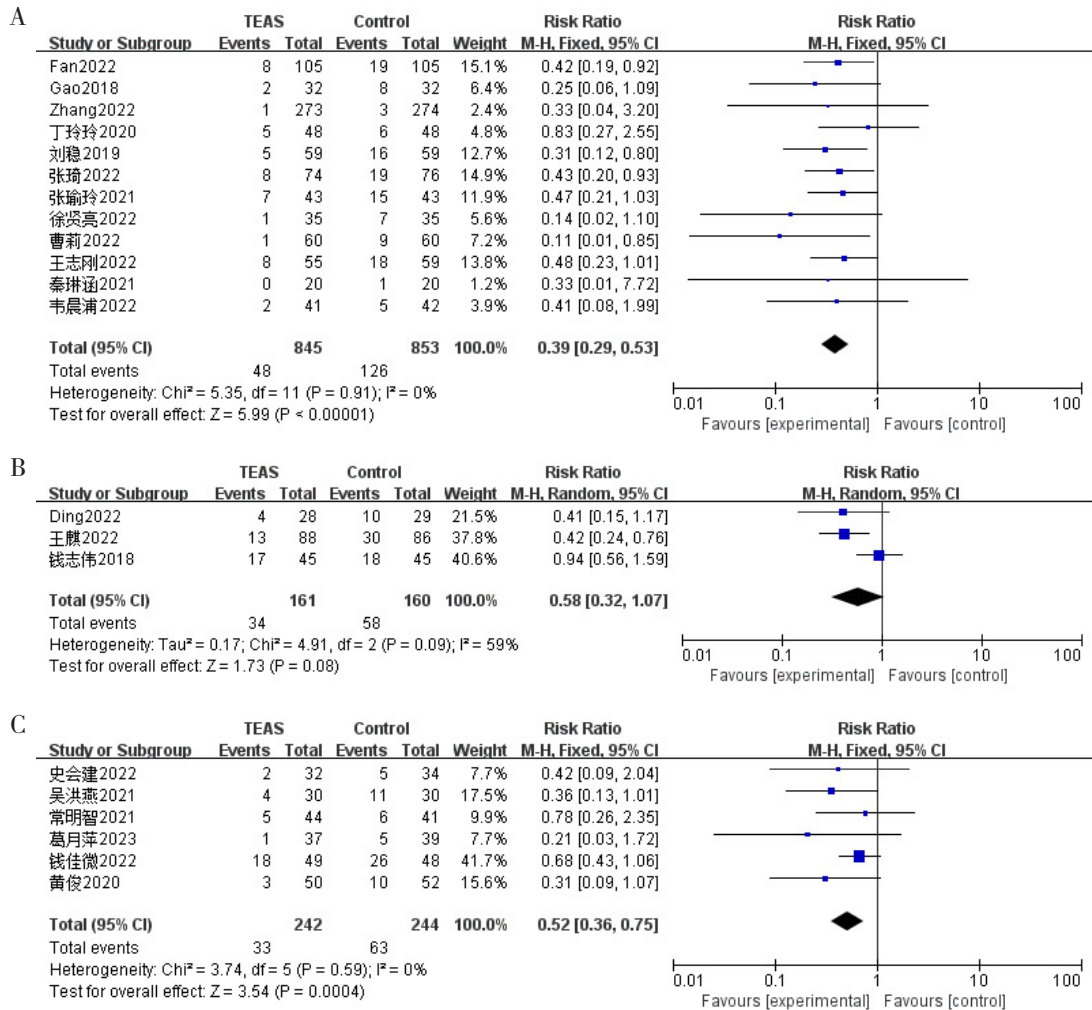 A
TEAS Control Risk Ratio Risk Ratio
Study or Subgroup Events Total Events Total Weight M-H, Fixed, 95% CI M-H, Fixed, 95% CI
Fan2022 8 105 19 105 15.1% 0.42 [0.19, 0.92]
Gao2018 2 32 8 32 6.4% 0.25 [0.06, 1.09]
Zhang2022 1 273 3 274 2.4% 0.33 [0.04, 3.20]
丁玲玲2020 5 48 6 48 4.8% 0.83 [0.27, 2.55]
刘稳2019 5 59 16 59 12.7% 0.31 [0.12, 0.80]
张琦2022 8 74 19 76 14.9% 0.43 [0.20, 0.93]
张瑜玲2021 7 43 15 43 11.9% 0.47 [0.21, 1.03]
徐贤亮2022 1 35 7 35 5.6% 0.14 [0.02, 1.10]
曹莉2022 1 60 9 60 7.2% 0.11 [0.01, 0.85]
王志刚2022 8 55 18 59 13.8% 0.48 [0.23, 1.01]
秦琳涵2021 0 20 1 20 1.2% 0.33 [0.01, 7.72]
韦晨浦2022 2 41 5 42 3.9% 0.41 [0.08, 1.99]
Total (95% CI) 845 853 100.0% 0.39 [0.29, 0.53]
Total events 48 126
Heterogeneity: Chi² = 5.35, df = 11 (P = 0.91); I² = 0%
Test for overall effect: Z = 5.99 (P < 0.00001)
0.01 0.1 1 10 100
Favours [experimental] Favours [control]
B
TEAS Control Risk Ratio Risk Ratio
Study or Subgroup Events Total Events Total Weight M-H, Random, 95% CI M-H, Random, 95% CI
Ding2022 4 28 10 29 21.5% 0.41 [0.15, 1.17]
王麒2022 13 88 30 86 37.8% 0.42 [0.24, 0.76]
钱志伟2018 17 45 18 45 40.6% 0.94 [0.56, 1.59]
Total (95% CI) 161 160 100.0% 0.58 [0.32, 1.07]
Total events 34 58
Heterogeneity: Tau² = 0.17; Chi² = 4.91, df = 2 (P = 0.09); I² = 59%
Test for overall effect: Z = 1.73 (P = 0.08)
0.01 0.1 1 10 100
Favours [experimental] Favours [control]
C
TEAS Control Risk Ratio Risk Ratio
Study or Subgroup Events Total Events Total Weight M-H, Fixed, 95% CI M-H, Fixed, 95% CI
史会建2022 2 32 5 34 7.7% 0.42 [0.09, 2.04]
吴洪燕2021 4 30 11 30 17.5% 0.36 [0.13, 1.01]
常明智2021 5 44 6 41 9.9% 0.78 [0.26, 2.35]
葛月萍2023 1 37 5 39 7.7% 0.21 [0.03, 1.72]
钱佳微2022 18 49 26 48 41.7% 0.68 [0.43, 1.06]
黄俊2020 3 50 10 52 15.6% 0.31 [0.09, 1.07]
Total (95% CI) 242 244 100.0% 0.52 [0.36, 0.75]
Total events 33 63
Heterogeneity: Chi² = 3.74, df = 5 (P = 0.59); I² = 0%
Test for overall effect: Z = 3.54 (P = 0.0004)
0.01 0.1 1 10 100
Favours [experimental] Favours [control]